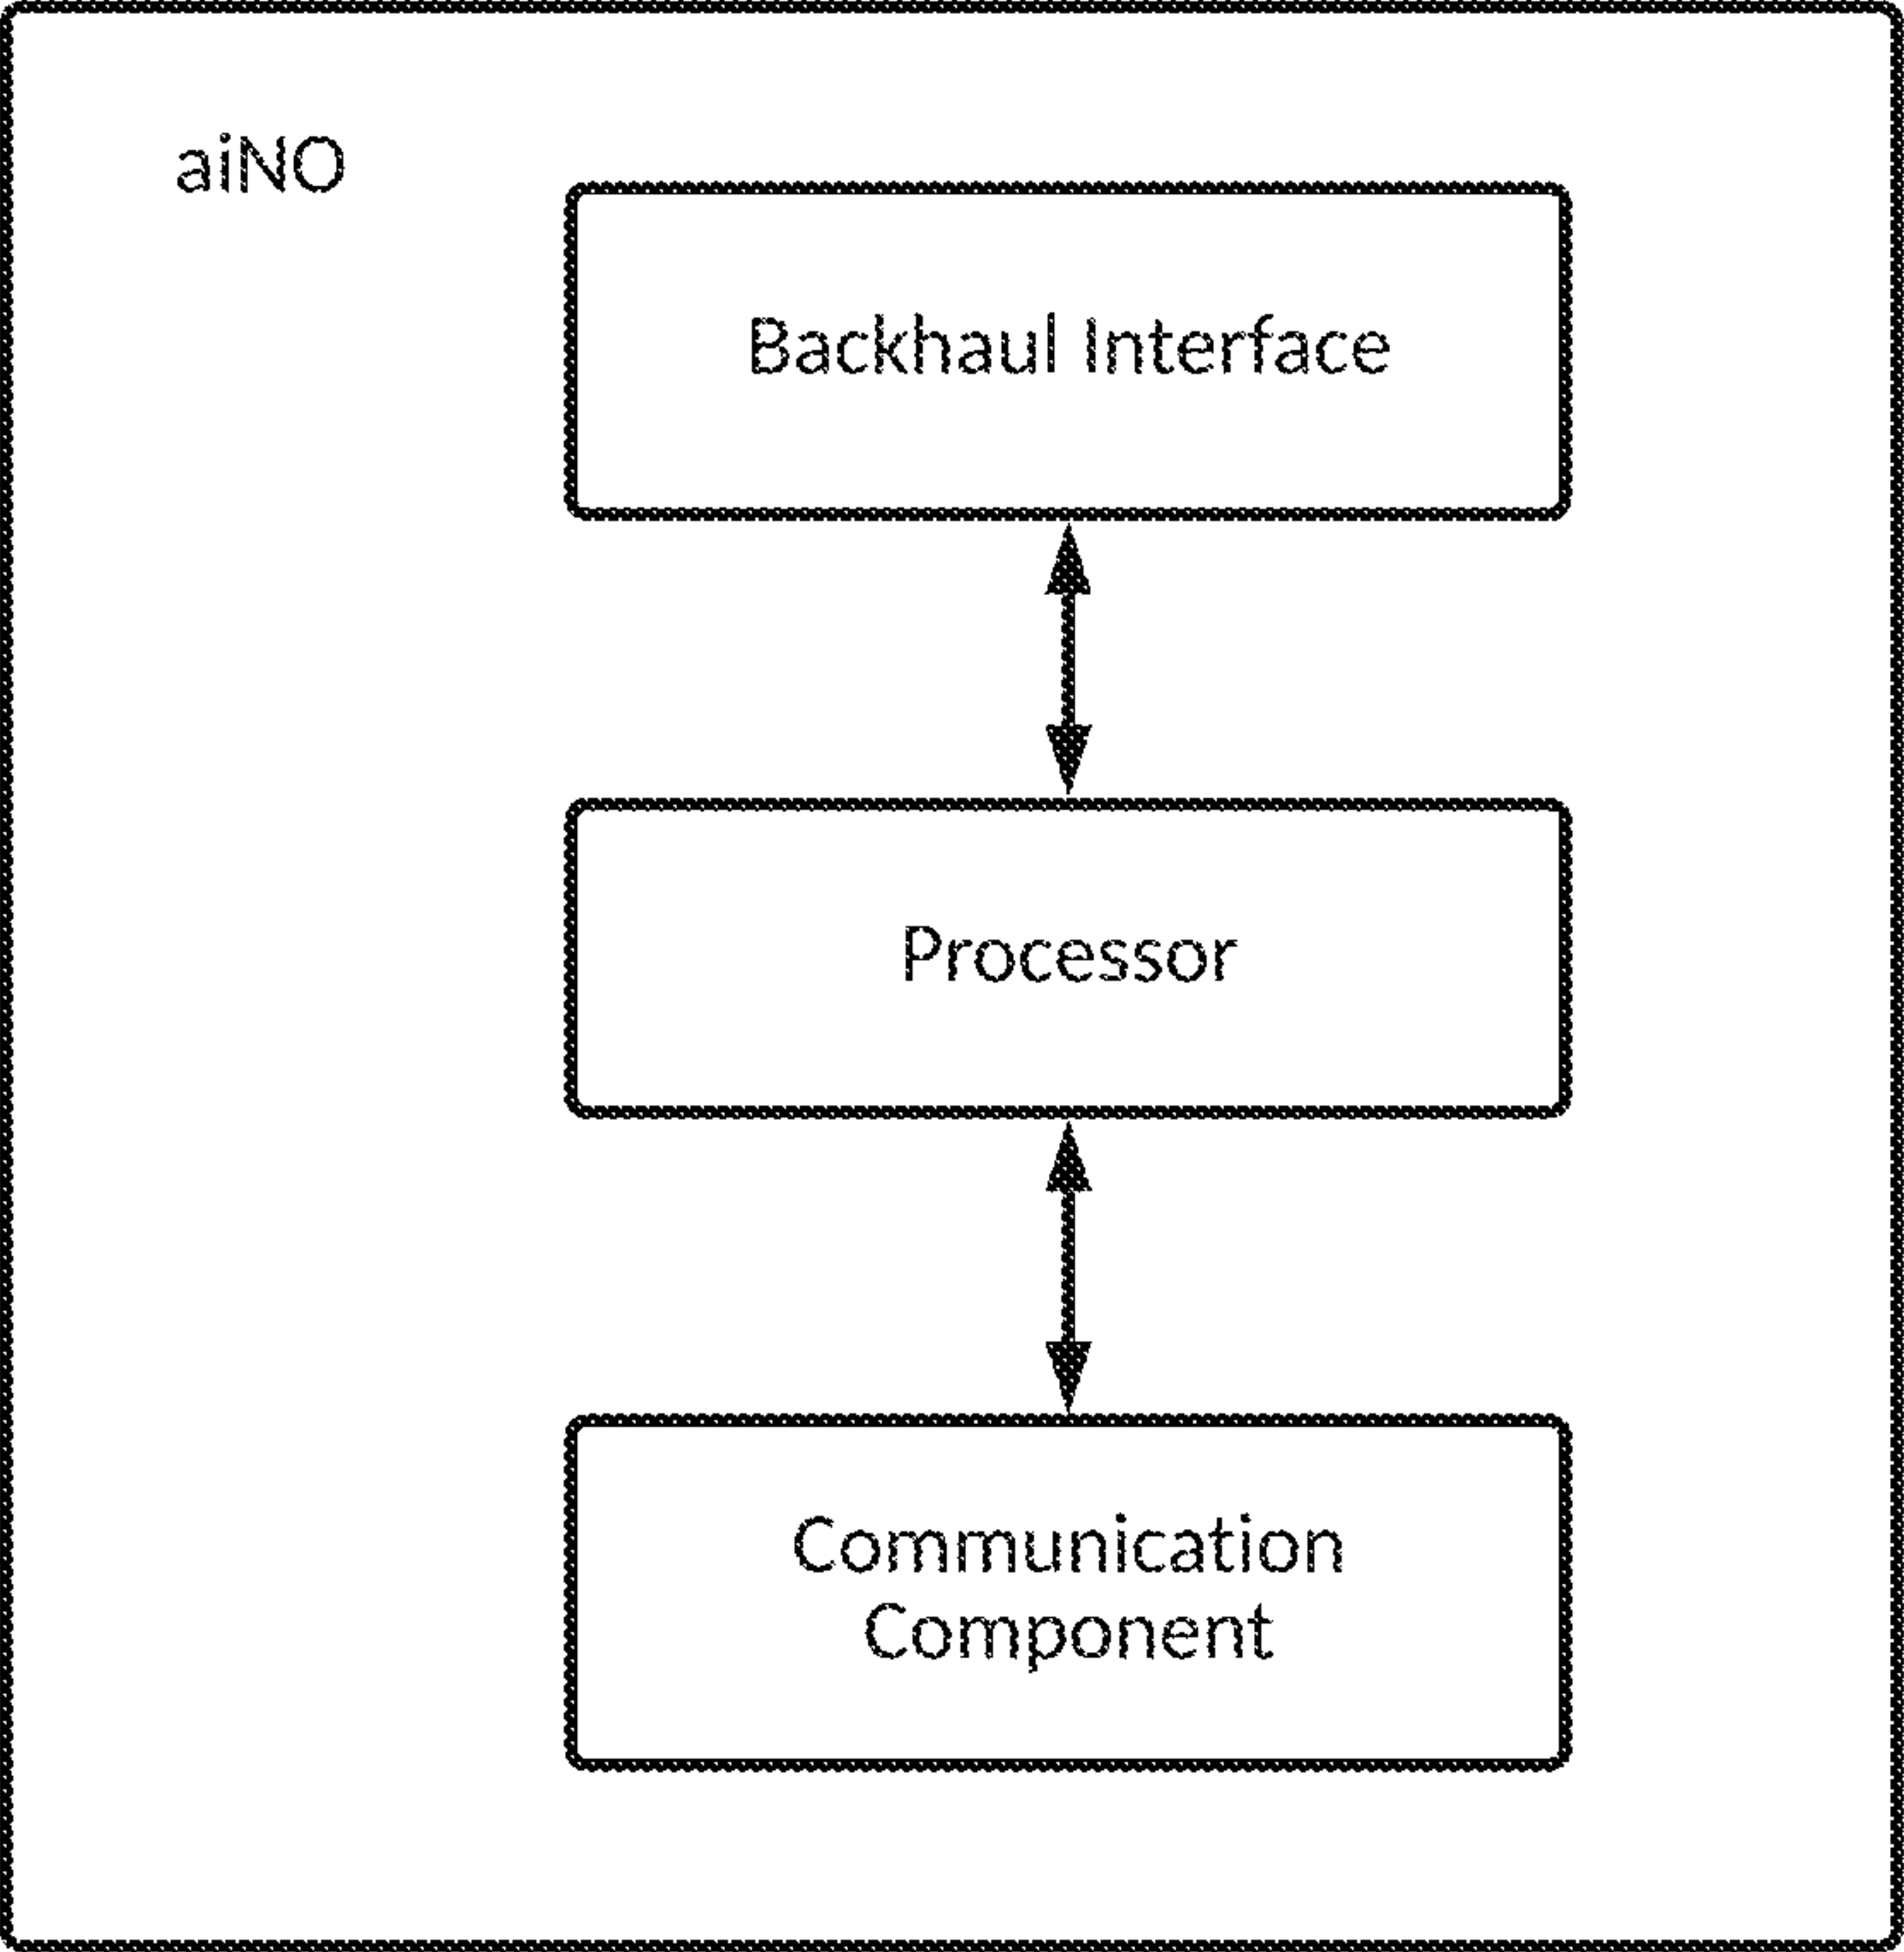 aiNO
Backhaul Interface
Processor
Communication
Component